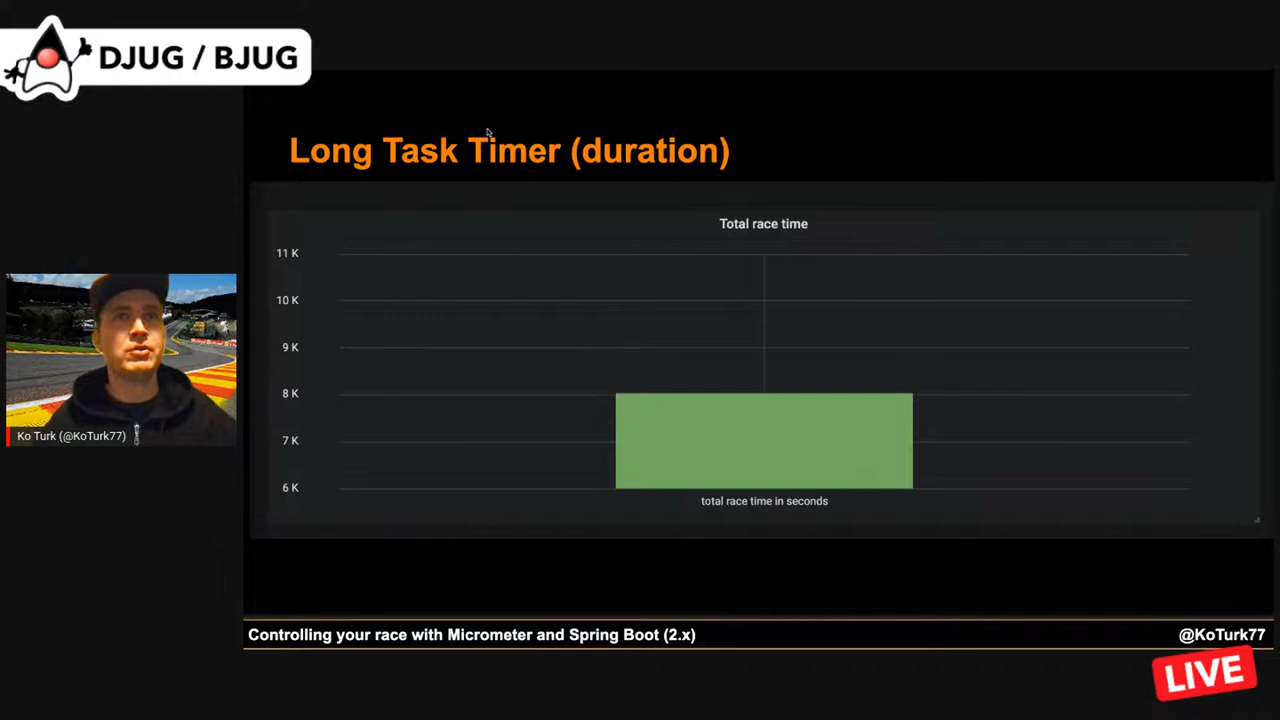 DJUG / BJUG
Long Task Timer (duration)
Total race time
11 K
10 K
9 K
8 K
7 K
6 K
total race time in seconds
Ko Turk (@KoTurk77)
Controlling your race with Micrometer and Spring Boot (2.x)
@KoTurk77
LIVE